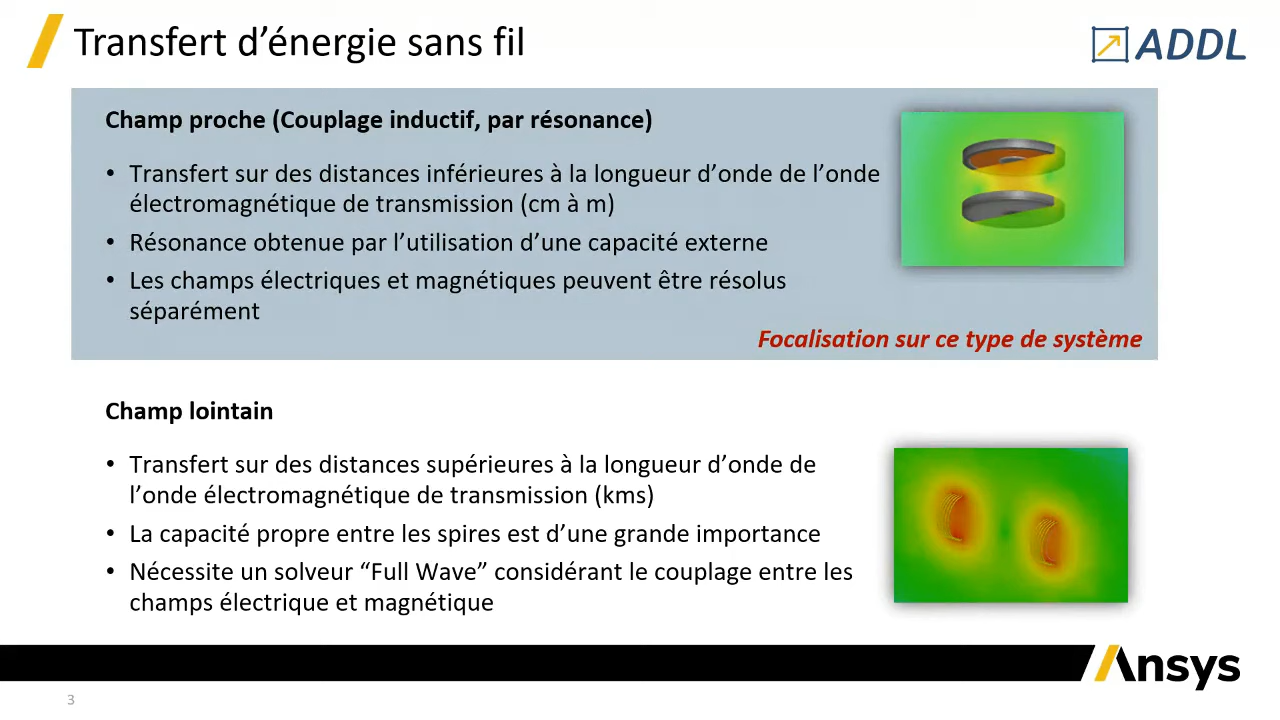 Transfert d’énergie sans fil
ADDL
Champ proche (Couplage inductif, par résonance)
• Transfert sur des distances inférieures à la longueur d’onde de l’onde
électromagnétique de transmission (cm à m)
• Résonance obtenue par l’utilisation d’une capacité externe
• Les champs électriques et magnétiques peuvent être résolus
séparément
Focalisation sur ce type de système
Champ lointain
• Transfert sur des distances supérieures à la longueur d’onde de
l’onde électromagnétique de transmission (kms)
• La capacité propre entre les spires est d’une grande importance
• Nécessite un solveur “Full Wave” considérant le couplage entre les
champs électrique et magnétique
Ansys
3